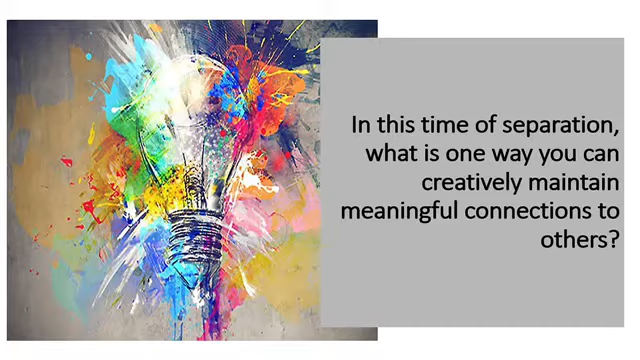 In this time of separation,
what is one way you can
creatively maintain
meaningful connections to
others?